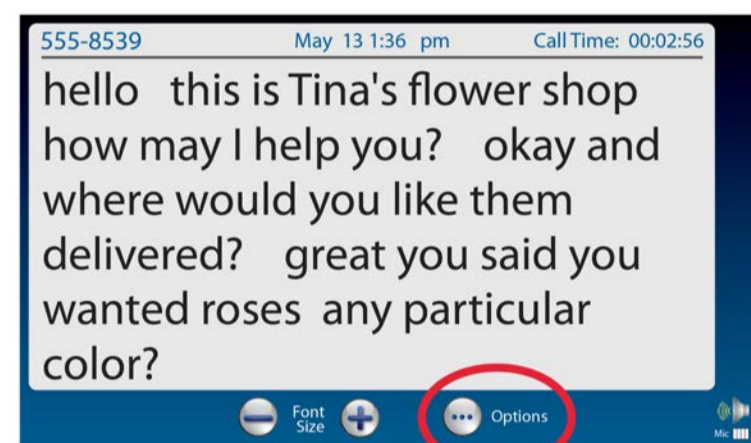 555-8539 May 13 1:36 pm Call Time: 00:02:56
hello this is Tina's flower shop
how may I help you? okay and
where would you like them
delivered? great you said you
wanted roses any particular
color?
Font
Size
Options
Mic